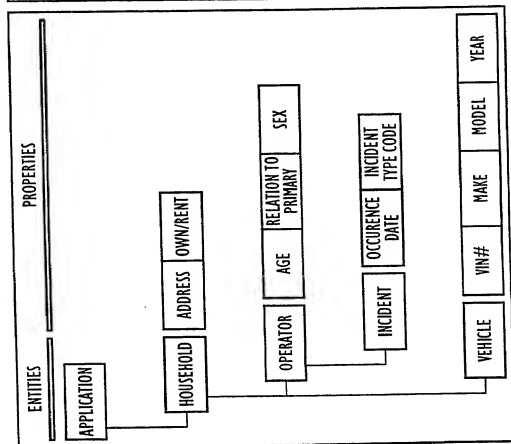 ENTITIES PROPERTIES
APPLICATION
HOUSEHOLD ADDRESS OWN/RENT
OPERATOR AGE RELATION TO PRIMARY SEX
INCIDENT OCCURENCE DATE INCIDENT TYPE CODE
VEHICLE VIN# MAKE MODEL YEAR